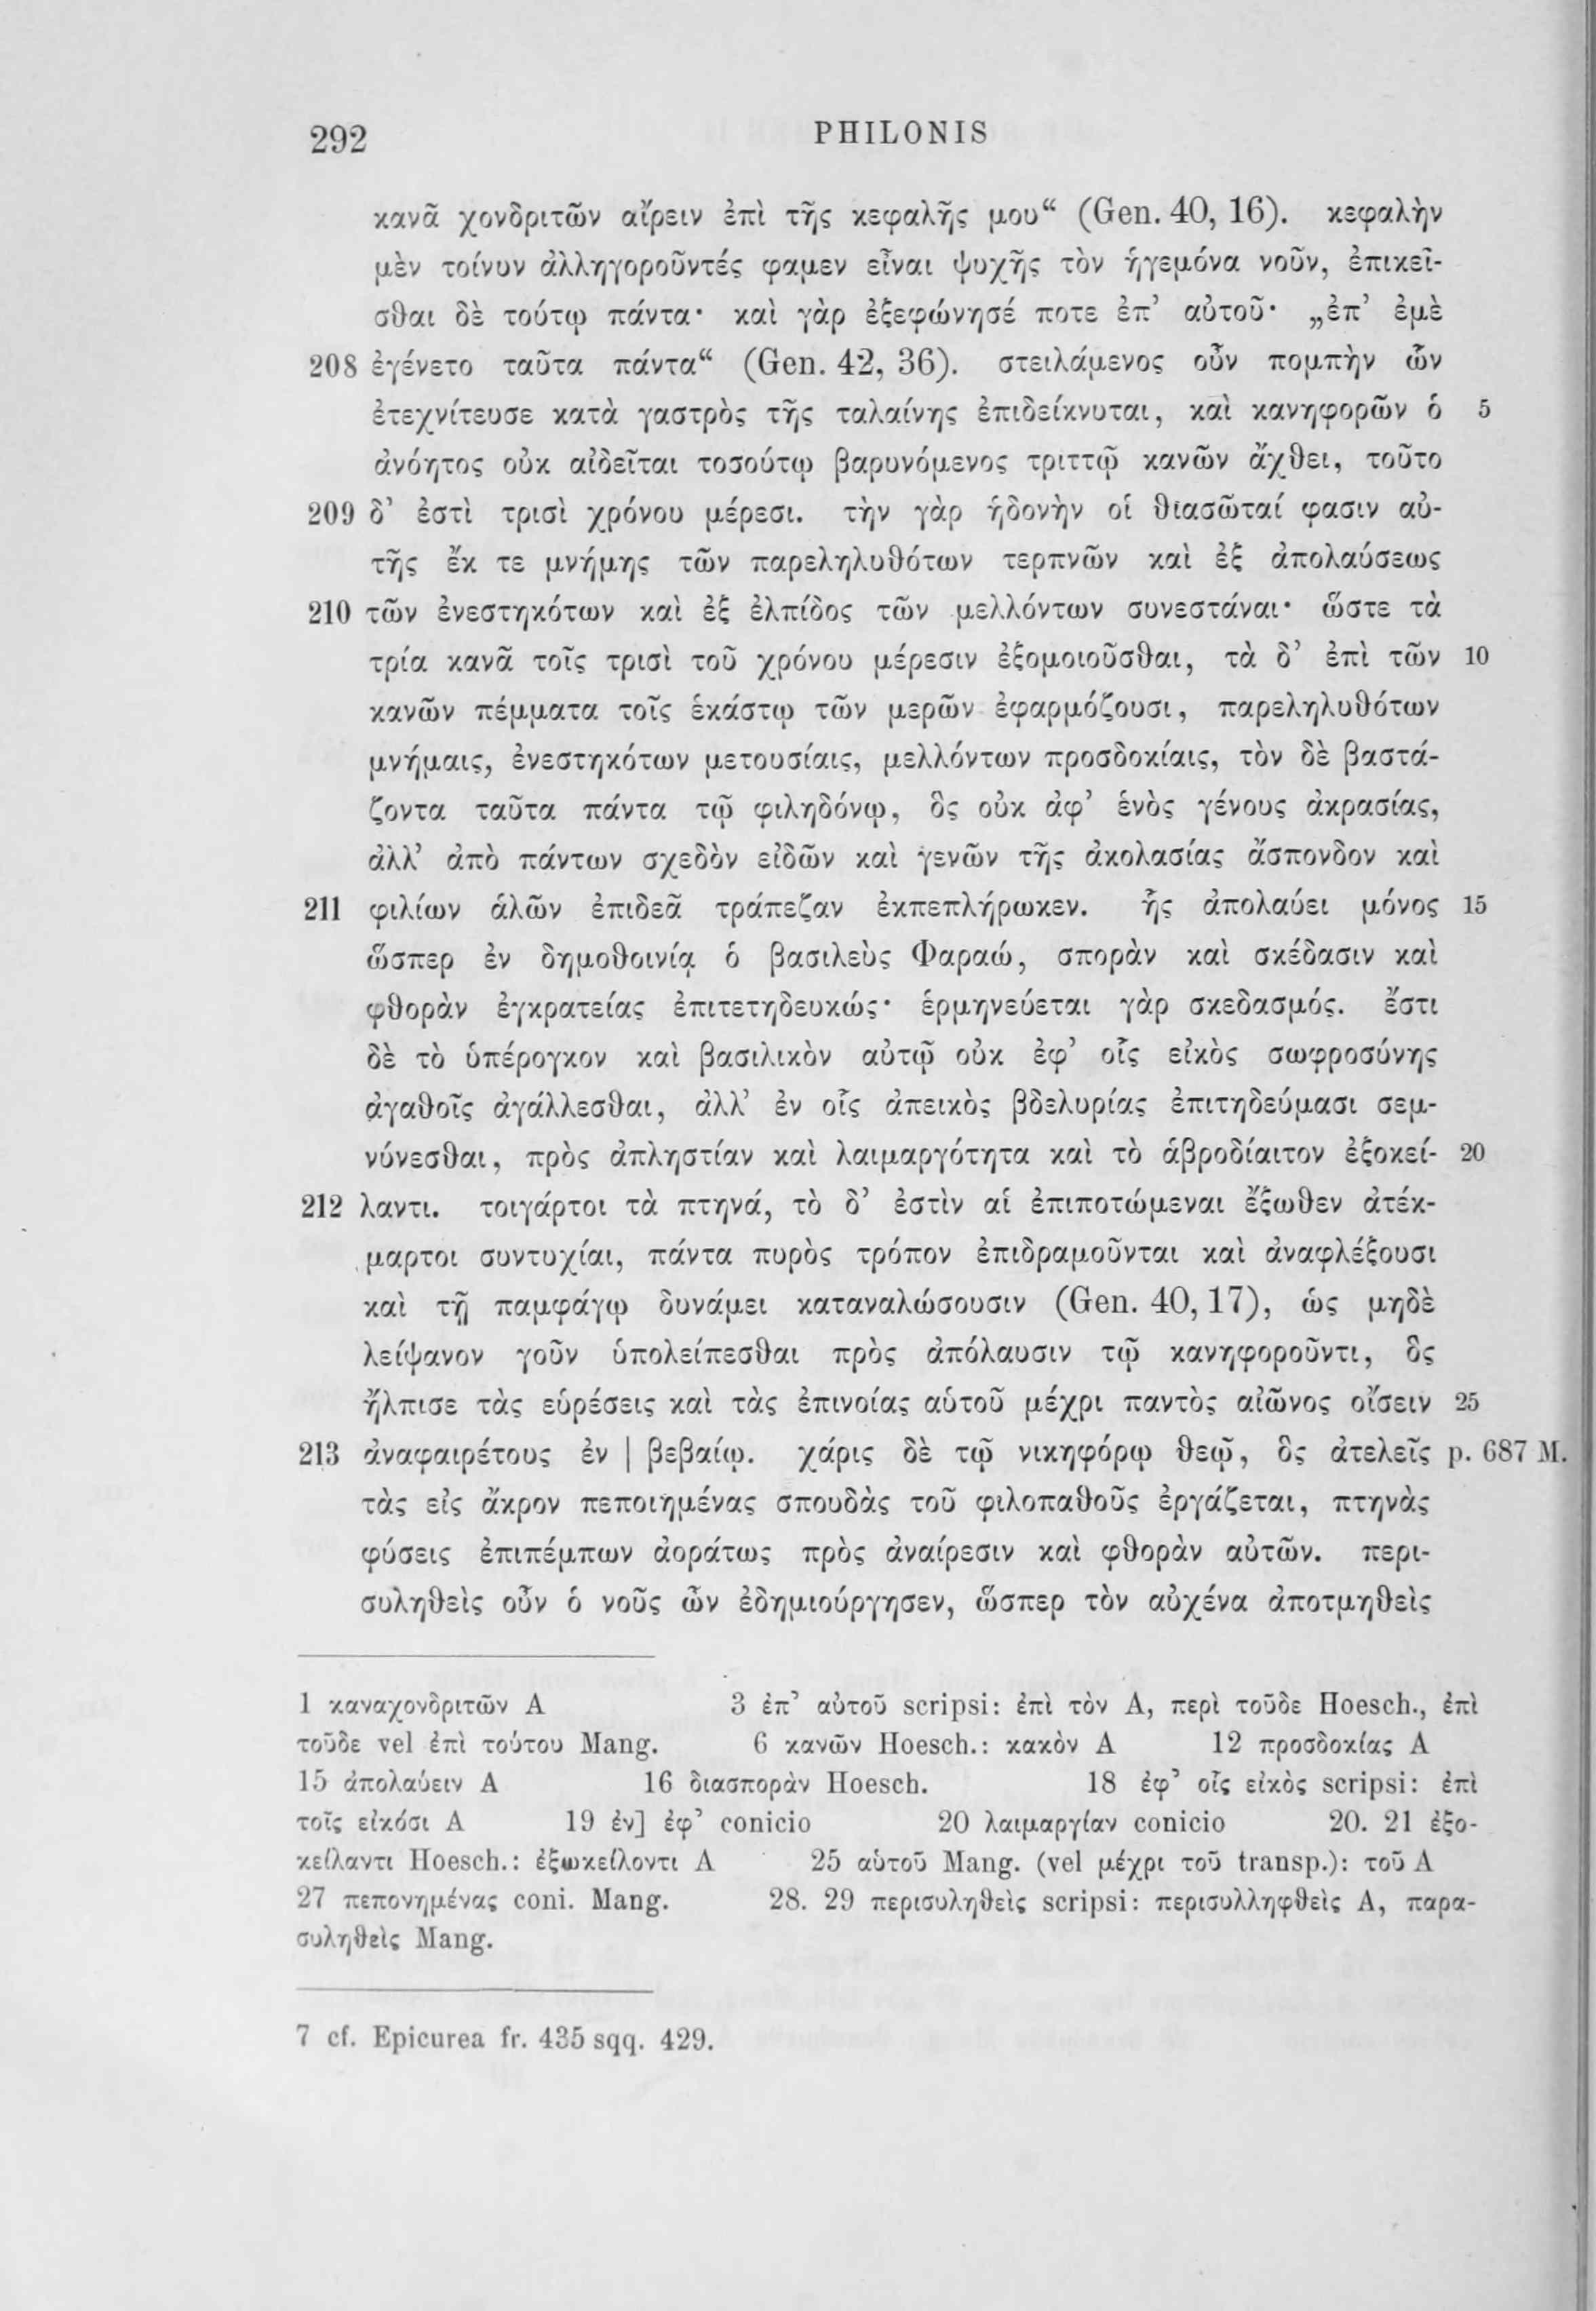 292 PHILONIS
κανᾶ χονδριτῶν αἴρειν ἐπὶ τῆς κεφαλῆς μου“ (Gen. 40, 16). κεφαλὴν
μὲν τοίνυν ἀλληγοροῦντές φαμεν εἶναι ψυχῆς τὸν ἡγεμόνα νοῦν, ἐπικεῖ-
σθαι δὲ τούτῳ πάντα· καὶ γὰρ ἐξεφώνησέ ποτε ἐπ’ αὐτοῦ· „ἐπ’ ἐμὲ
208 ἐγένετο ταῦτα πάντα“ (Gen. 42, 36). στειλάμενος οὖν πομπὴν ὧν
ἐτεχνίτευσε κατὰ γαστρὸς τῆς ταλαίνης ἐπιδείκνυται, καὶ κανηφορῶν ὁ 5
ἀνόητος οὐκ αἰδεῖται τοσούτῳ βαρυνόμενος τριττῷ κανῶν ἄχθει, τοῦτο
209 δ’ ἐστὶ τρισὶ χρόνου μέρεσι. τὴν γὰρ ἡδονὴν οἱ θιασῶταί φασιν αὐ-
τῆς ἔκ τε μνήμης τῶν παρεληλυθότων τερπνῶν καὶ ἐξ ἀπολαύσεως
210 τῶν ἐνεστηκότων καὶ ἐξ ἐλπίδος τῶν μελλόντων συνεστάναι· ὥστε τὰ
τρία κανᾶ τοῖς τρισὶ τοῦ χρόνου μέρεσιν ἐξομοιοῦσθαι, τὰ δ’ ἐπὶ τῶν 10
κανῶν πέμματα τοῖς ἑκάστῳ τῶν μερῶν ἐφαρμόζουσι, παρεληλυθότων
μνήμαις, ἐνεστηκότων μετουσίαις, μελλόντων προσδοκίαις, τὸν δὲ βαστά-
ζοντα ταῦτα πάντα τῷ φιληδόνῳ, ὃς οὐκ ἀφ’ ἑνὸς γένους ἀκρασίας,
ἀλλ’ ἀπὸ πάντων σχεδὸν εἰδῶν καὶ γενῶν τῆς ἀκολασίας ἄσπονδον καὶ
211 φιλίων ἁλῶν ἐπιδεᾶ τράπεζαν ἐκπεπλήρωκεν. ἧς ἀπολαύει μόνος 15
ὥσπερ ἐν δημοθοινίᾳ ὁ βασιλεὺς Φαραώ, σπορὰν καὶ σκέδασιν καὶ
φθορὰν ἐγκρατείας ἐπιτετηδευκώς· ἑρμηνεύεται γὰρ σκεδασμός. ἔστι
δὲ τὸ ὑπέρογκον καὶ βασιλικὸν αὐτῷ οὐκ ἐφ’ οἷς εἰκὸς σωφροσύνης
ἀγαθοῖς ἀγάλλεσθαι, ἀλλ’ ἐν οἷς ἀπεικὸς βδελυρίας ἐπιτηδεύμασι σεμ-
νύνεσθαι, πρὸς ἀπληστίαν καὶ λαιμαργότητα καὶ τὸ ἁβροδίαιτον ἐξοκεί- 20
212 λαντι. τοιγάρτοι τὰ πτηνά, τὸ δ’ ἐστὶν αἱ ἐπιποτώμεναι ἔξωθεν ἀτέκ-
μαρτοι συντυχίαι, πάντα πυρὸς τρόπον ἐπιδραμοῦνται καὶ ἀναφλέξουσι
καὶ τῇ παμφάγῳ δυνάμει καταναλώσουσιν (Gen. 40, 17), ὡς μηδὲ
λείψανον γοῦν ὑπολείπεσθαι πρὸς ἀπόλαυσιν τῷ κανηφοροῦντι, ὃς
ἤλπισε τὰς εὑρέσεις καὶ τὰς ἐπινοίας αὑτοῦ μέχρι παντὸς αἰῶνος οἴσειν 25
213 ἀναφαιρέτους ἐν | βεβαίῳ. χάρις δὲ τῷ νικηφόρῳ θεῷ, ὃς ἀτελεῖς p. 687 M.
τὰς εἰς ἄκρον πεποιημένας σπουδὰς τοῦ φιλοπαθοῦς ἐργάζεται, πτηνὰς
φύσεις ἐπιπέμπων ἀοράτως πρὸς ἀναίρεσιν καὶ φθορὰν αὐτῶν. περι-
συληθεὶς οὖν ὁ νοῦς ὧν ἐδημιούργησεν, ὥσπερ τὸν αὐχένα ἀποτμηθεὶς
1 καναχονδριτῶν A 3 ἐπ’ αὐτοῦ scripsi: ἐπὶ τὸν A, περὶ τοῦδε Hoesch., ἐπὶ
τοῦδε vel ἐπὶ τούτου Mang. 6 κανῶν Hoesch.: κακὸν A 12 προσδοκίας A
15 ἀπολαύειν A 16 διασπορὰν Hoesch. 18 ἐφ’ οἷς εἰκὸς scripsi: ἐπὶ
τοῖς εἰκόσι A 19 ἐν] ἐφ’ conicio 20 λαιμαργίαν conicio 20. 21 ἐξο-
κείλαντι Hoesch.: ἐξωκείλοντι A 25 αὑτοῦ Mang. (vel μέχρι τοῦ transp.): τοῦ A
27 πεπονημένας coni. Mang. 28. 29 περισυληθεὶς scripsi: περισυλληφθεὶς A, παρα-
συληθεὶς Mang.
7 cf. Epicurea fr. 435 sqq. 429.